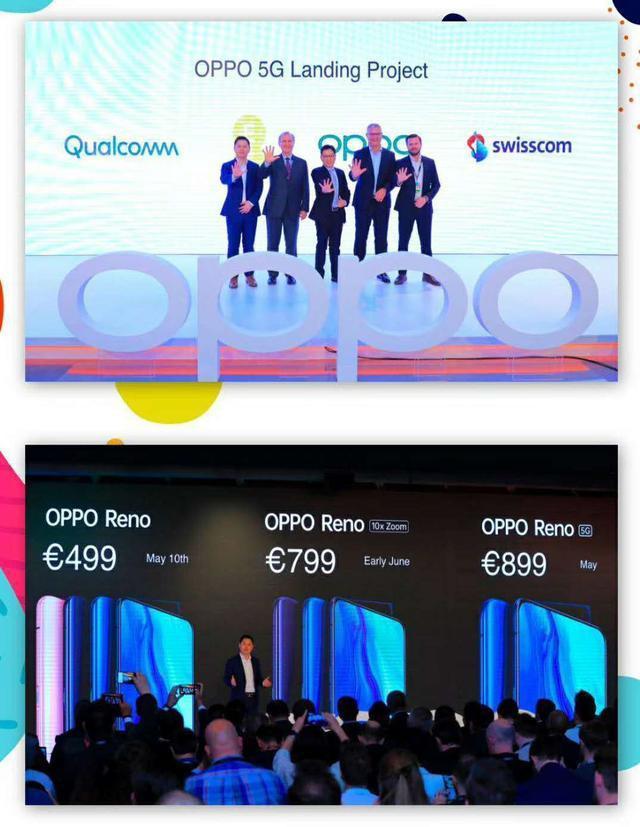 OPPO 5G Landing Project
Qualcomm
oppo
swisscom
oppo
OPPO Reno
€499 May 10th
OPPO Reno 10x Zoom
€799 Early June
OPPO Reno 5G
€899 May